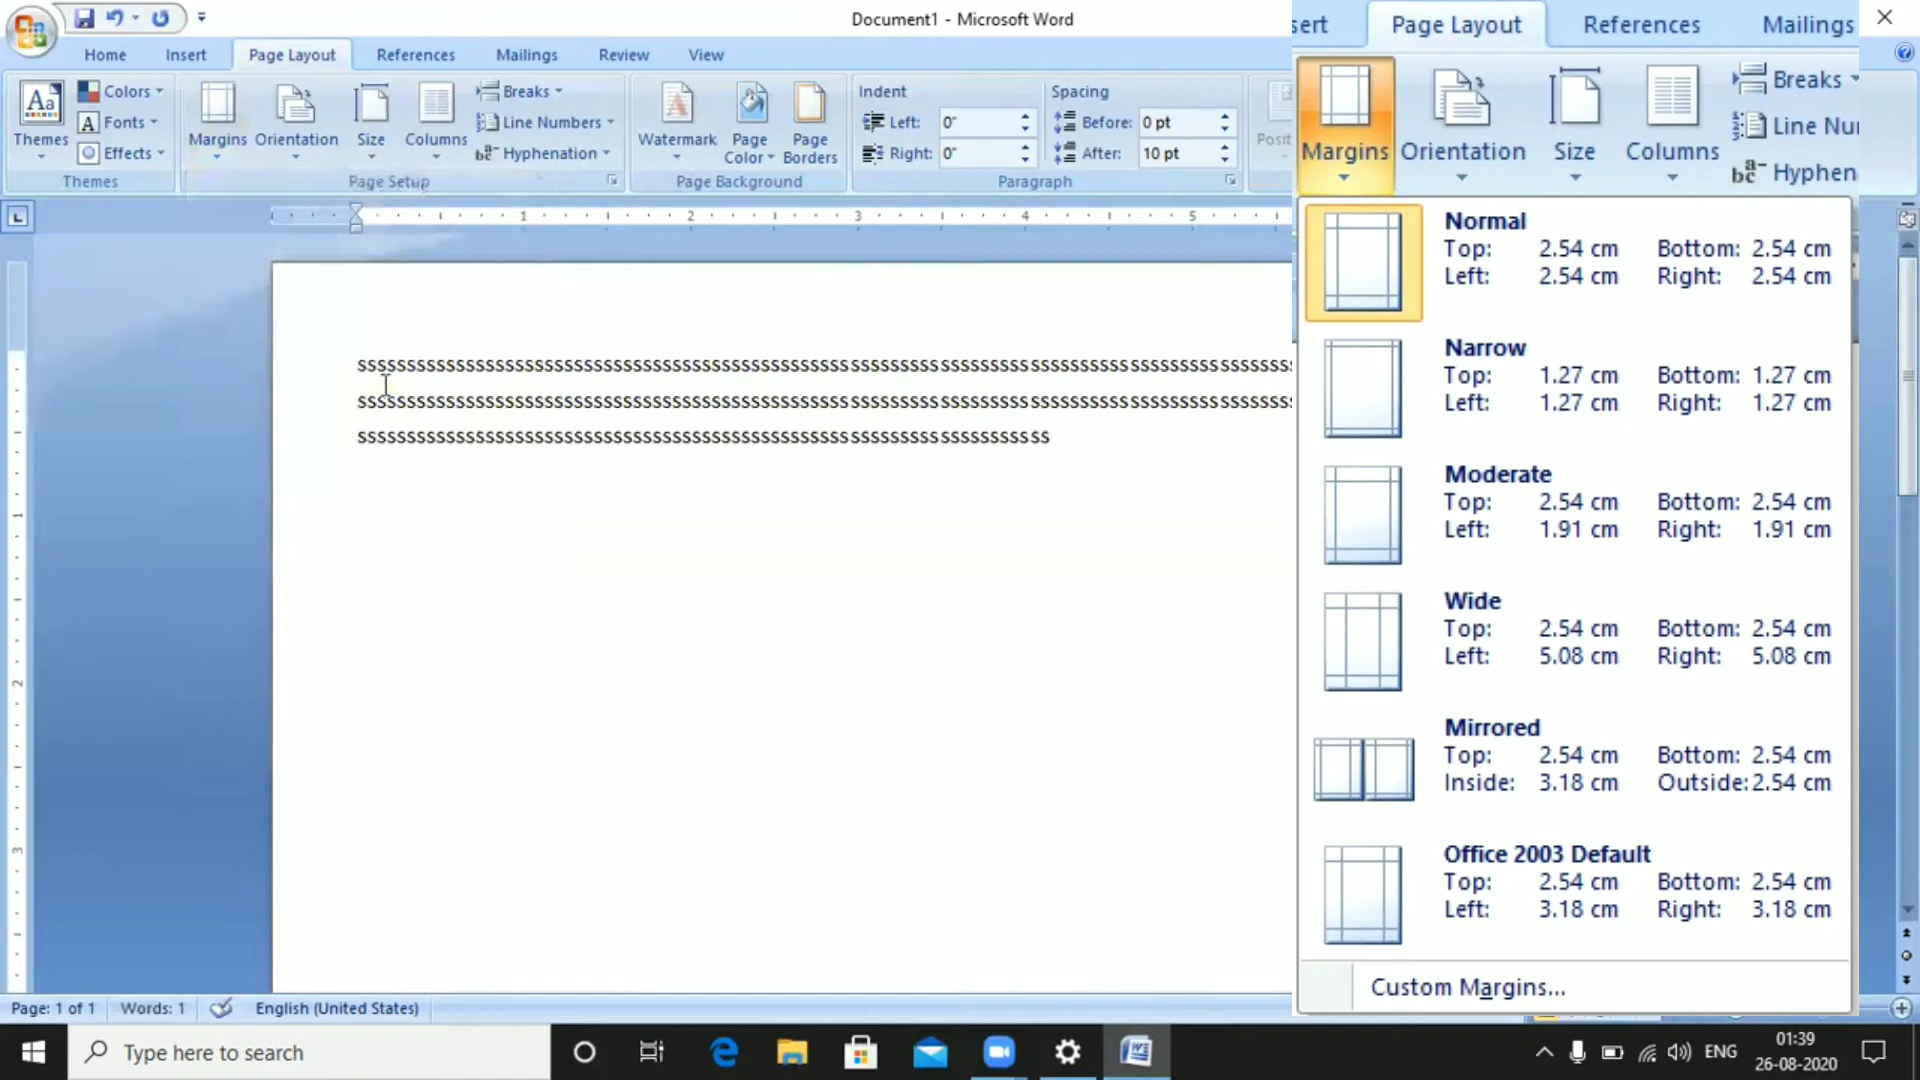 Document1 - Microsoft Word
Home Insert Page Layout References Mailings Review View
Themes
Colors
Fonts
Effects
Themes
Margins
Orientation
Size
Columns
Breaks
Line Numbers
Hyphenation
Page Setup
Watermark
Page Color
Page Borders
Page Background
Indent
Left: 0"
Right: 0"
Spacing
Before: 0 pt
After: 10 pt
Paragraph
1 2 3 4 5
1
2
3
Page: 1 of 1 Words: 1 English (United States)
Page Layout References Mailings
Margins
Orientation
Size
Columns
Breaks
Normal
Top: 2.54 cm Bottom: 2.54 cm
Left: 2.54 cm Right: 2.54 cm
Narrow
Top: 1.27 cm Bottom: 1.27 cm
Left: 1.27 cm Right: 1.27 cm
Moderate
Top: 2.54 cm Bottom: 2.54 cm
Left: 1.91 cm Right: 1.91 cm
Wide
Top: 2.54 cm Bottom: 2.54 cm
Left: 5.08 cm Right: 5.08 cm
Mirrored
Top: 2.54 cm Bottom: 2.54 cm
Inside: 3.18 cm Outside: 2.54 cm
Office 2003 Default
Top: 2.54 cm Bottom: 2.54 cm
Left: 3.18 cm Right: 3.18 cm
Custom Margins...
Type here to search
ENG
01:39
26-08-2020